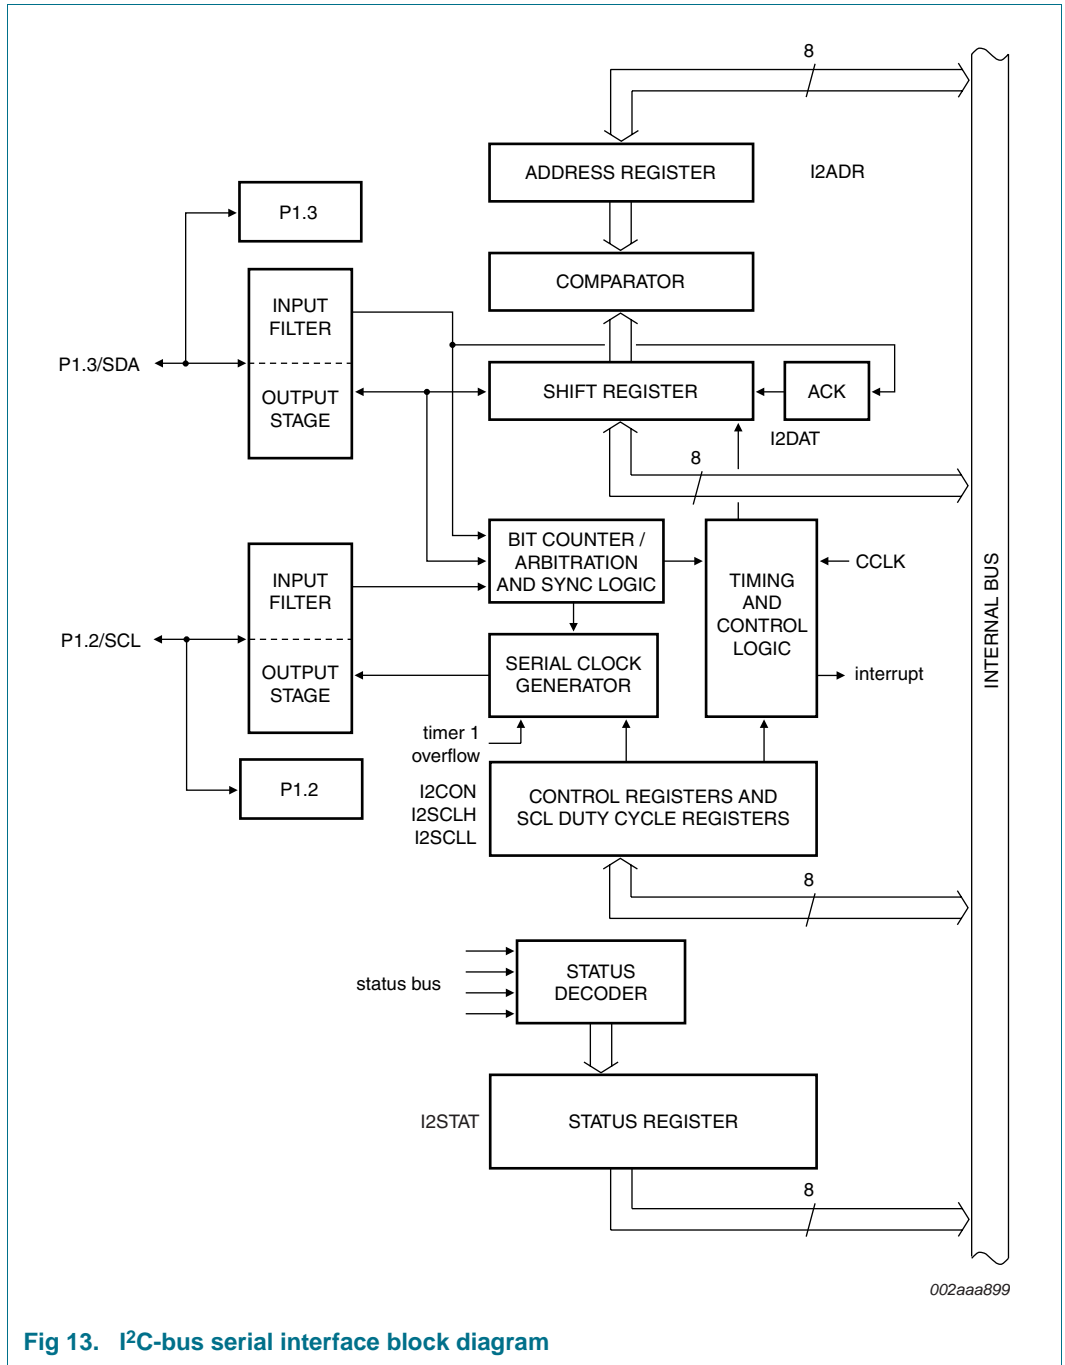 8
ADDRESS REGISTER
I2ADR
P1.3
COMPARATOR
INPUT
FILTER
P1.3/SDA
OUTPUT
STAGE
SHIFT REGISTER
ACK
I2DAT
8
BIT COUNTER /
ARBITRATION
AND SYNC LOGIC
INPUT
FILTER
TIMING
AND
CONTROL
LOGIC
CCLK
INTERNAL BUS
P1.2/SCL
OUTPUT
STAGE
SERIAL CLOCK
GENERATOR
interrupt
timer 1
overflow
P1.2
I2CON
I2SCLH
I2SCLL
CONTROL REGISTERS AND
SCL DUTY CYCLE REGISTERS
8
status bus
STATUS
DECODER
I2STAT
STATUS REGISTER
8
002aaa899
Fig 13. I²C-bus serial interface block diagram